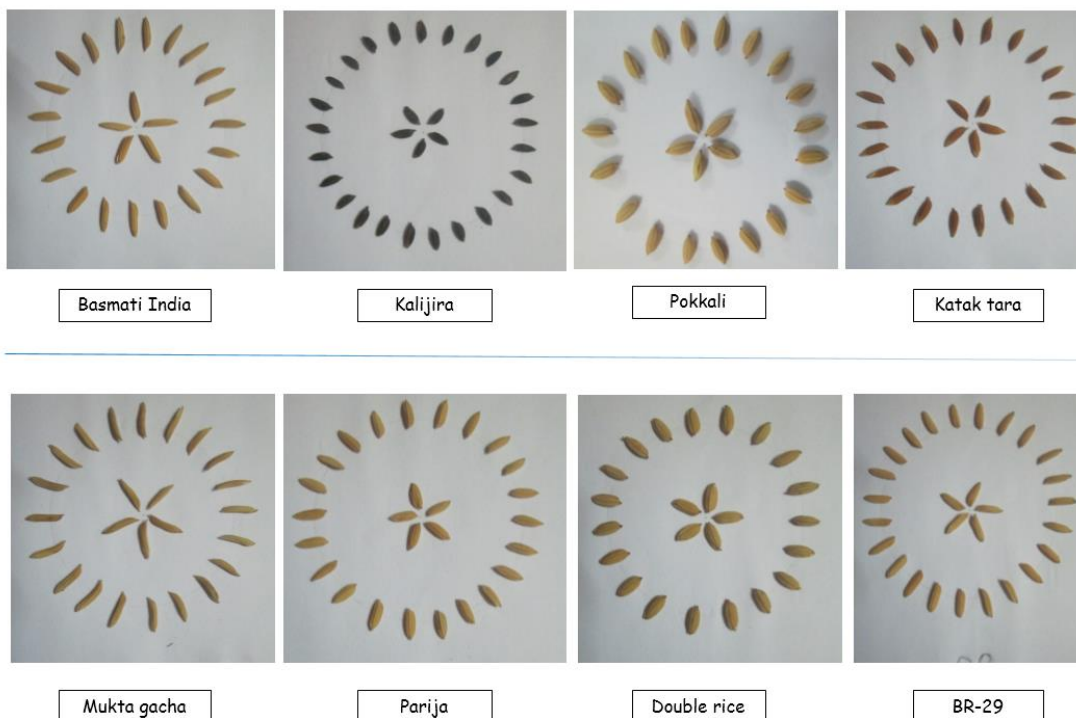 Basmati India
Kalijira
Pokkali
Katak tara
Mukta gacha
Parija
Double rice
BR-29